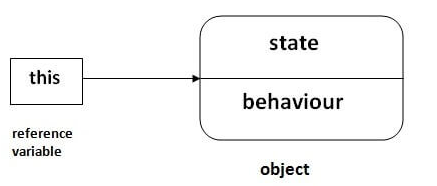 state
this
behaviour
reference
variable
object